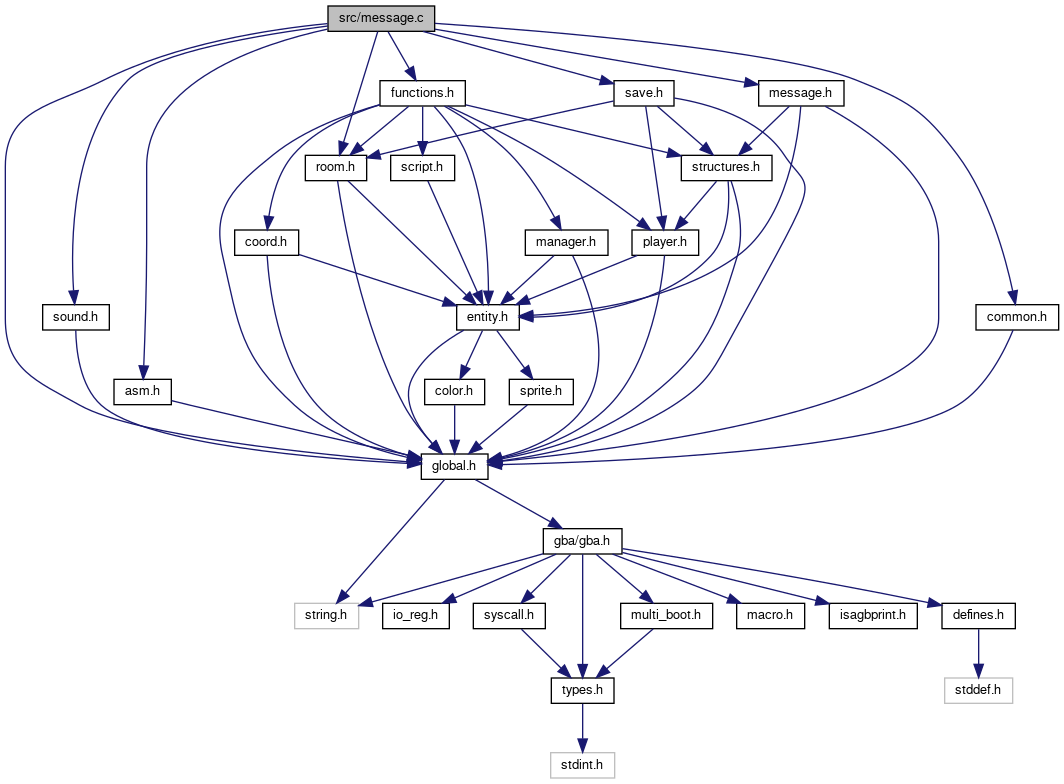 src/message.c
functions.h
save.h
message.h
room.h
script.h
structures.h
coord.h
manager.h
player.h
sound.h
entity.h
common.h
asm.h
color.h
sprite.h
global.h
gba/gba.h
string.h
io_reg.h
syscall.h
multi_boot.h
macro.h
isagbprint.h
defines.h
types.h
stddef.h
stdint.h